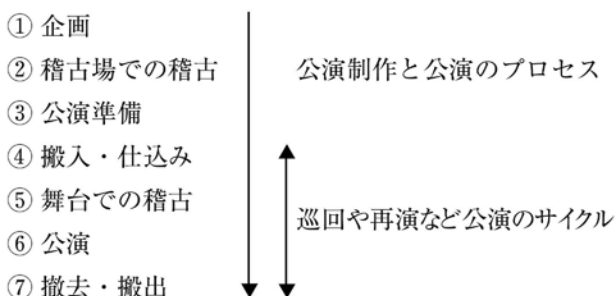 ① 企画
② 稽古場での稽古
公演制作と公演のプロセス
③ 公演準備
④ 搬入・仕込み
⑤ 舞台での稽古
巡回や再演など公演のサイクル
⑥ 公演
⑦ 撤去・搬出